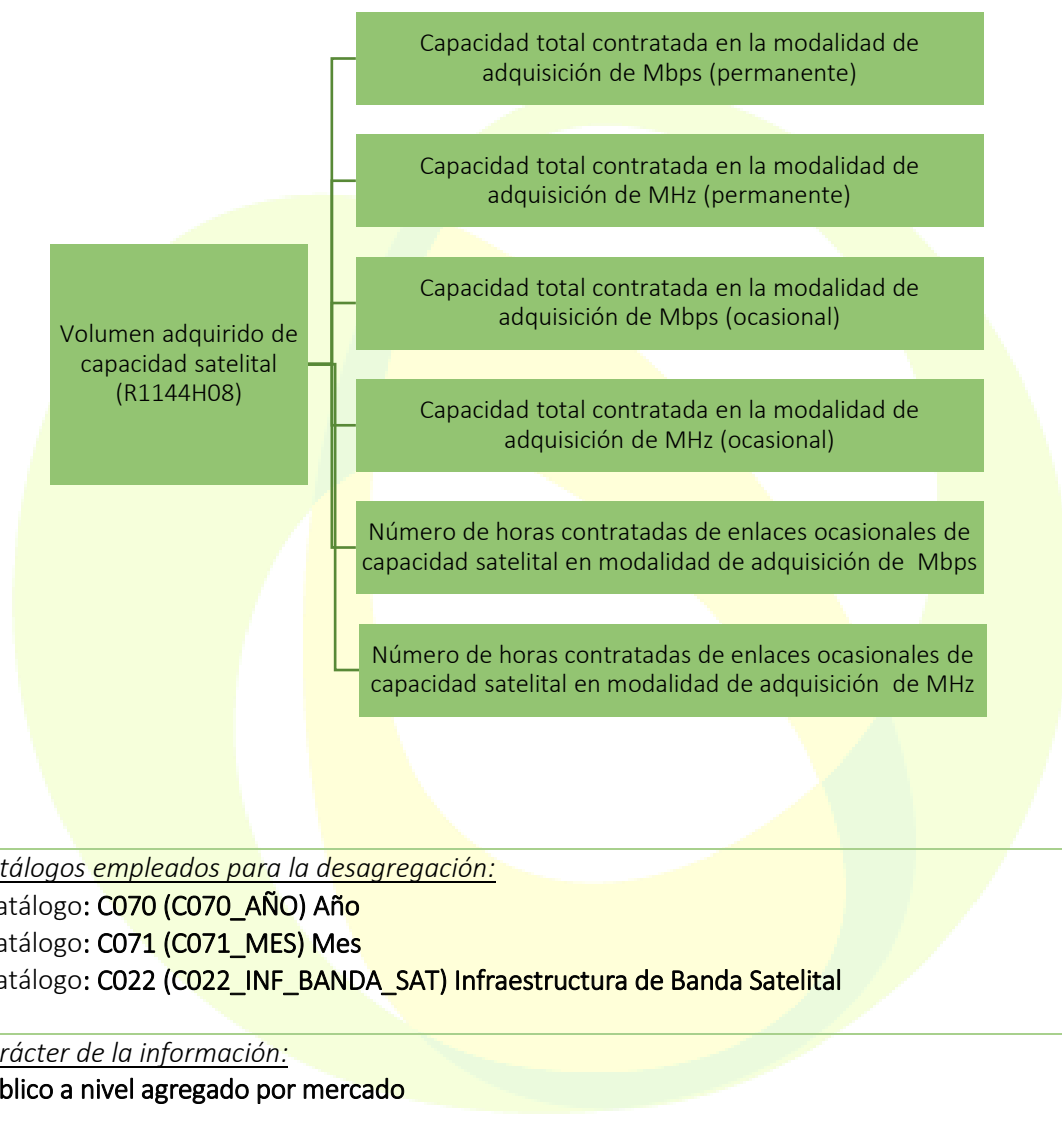 Capacidad total contratada en la modalidad de
adquisición de Mbps (permanente)
Capacidad total contratada en la modalidad de
adquisición de MHz (permanente)
Capacidad total contratada en la modalidad de
adquisición de Mbps (ocasional)
Volumen adquirido de
capacidad satelital
(R1144H08)
Capacidad total contratada en la modalidad de
adquisición de MHz (ocasional)
Número de horas contratadas de enlaces ocasionales de
capacidad satelital en modalidad de adquisición de Mbps
Número de horas contratadas de enlaces ocasionales de
capacidad satelital en modalidad de adquisición de MHz
tálogos empleados para la desagregación:
atálogo: C070 (C070_AÑO) Año
atálogo: C071 (C071_MES) Mes
atálogo: C022 (C022_INF_BANDA_SAT) Infraestructura de Banda Satelital
rácter de la información:
blico a nivel agregado por mercado